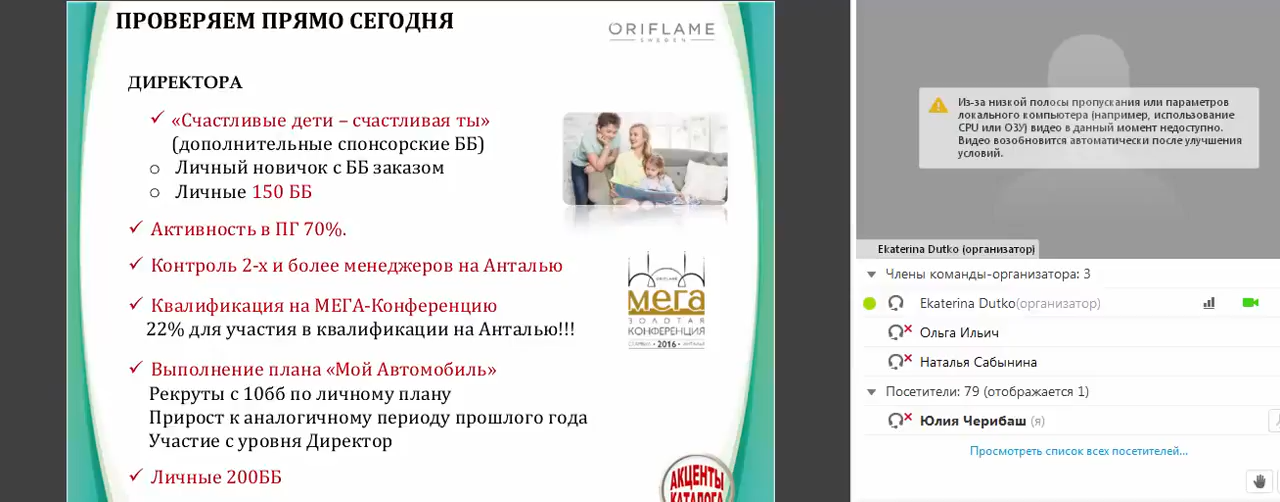 ПРОВЕРЯЕМ ПРЯМО СЕГОДНЯ
ORIFLAME
SWEDEN
ДИРЕКТОРА
«Счастливые дети – счастливая ты»
(дополнительные спонсорские ББ)
Личный новичок с ББ заказом
Личные 150 ББ
Активность в ПГ 70%.
Контроль 2-х и более менеджеров на Анталью
Квалификация на МЕГА-Конференцию
22% для участия в квалификации на Анталью!!!
ORIFLAME
мега
ЗОЛОТАЯ
КОНФЕРЕНЦИЯ
2016
Выполнение плана «Мой Автомобиль»
Рекруты с 10бб по личному плану
Прирост к аналогичному периоду прошлого года
Участие с уровня Директор
Личные 200ББ
АКЦЕНТЫ
КАТАЛОГА
Из-за низкой полосы пропускания или параметров
локального компьютера (например, использование
CPU или ОЗУ) видео в данный момент недоступно.
Видео возобновится автоматически после улучшения
условий.
Ekaterina Dutko (организатор)
Члены команды-организатора: 3
Ekaterina Dutko(организатор)
Ольга Ильич
Наталья Сабынина
Посетители: 79 (отображается 1)
Юлия Черибаш (я)
Просмотреть список всех посетителей...